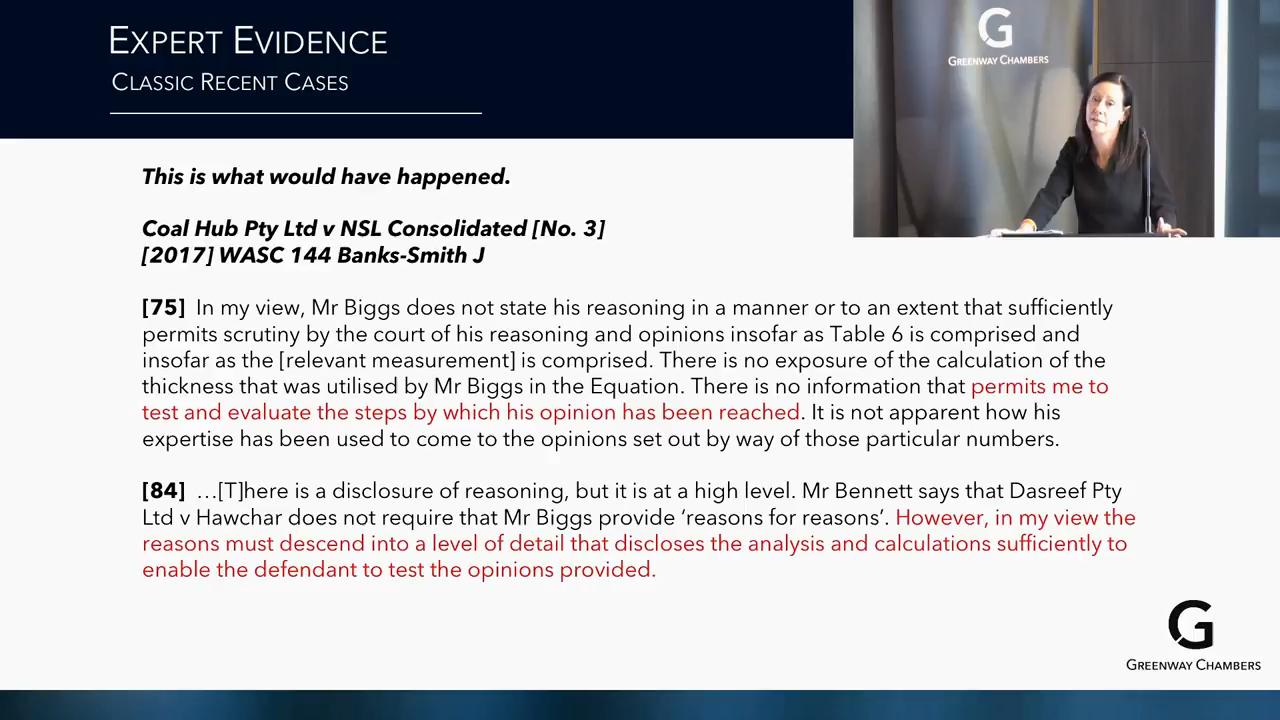 EXPERT EVIDENCE
CLASSIC RECENT CASES
G
GREENWAY CHAMBERS
This is what would have happened.
Coal Hub Pty Ltd v NSL Consolidated [No. 3]
[2017] WASC 144 Banks-Smith J
[75] In my view, Mr Biggs does not state his reasoning in a manner or to an extent that sufficiently
permits scrutiny by the court of his reasoning and opinions insofar as Table 6 is comprised and
insofar as the [relevant measurement] is comprised. There is no exposure of the calculation of the
thickness that was utilised by Mr Biggs in the Equation. There is no information that permits me to
test and evaluate the steps by which his opinion has been reached. It is not apparent how his
expertise has been used to come to the opinions set out by way of those particular numbers.
[84] …[T]here is a disclosure of reasoning, but it is at a high level. Mr Bennett says that Dasreef Pty
Ltd v Hawchar does not require that Mr Biggs provide ‘reasons for reasons’. However, in my view the
reasons must descend into a level of detail that discloses the analysis and calculations sufficiently to
enable the defendant to test the opinions provided.
G
GREENWAY CHAMBERS